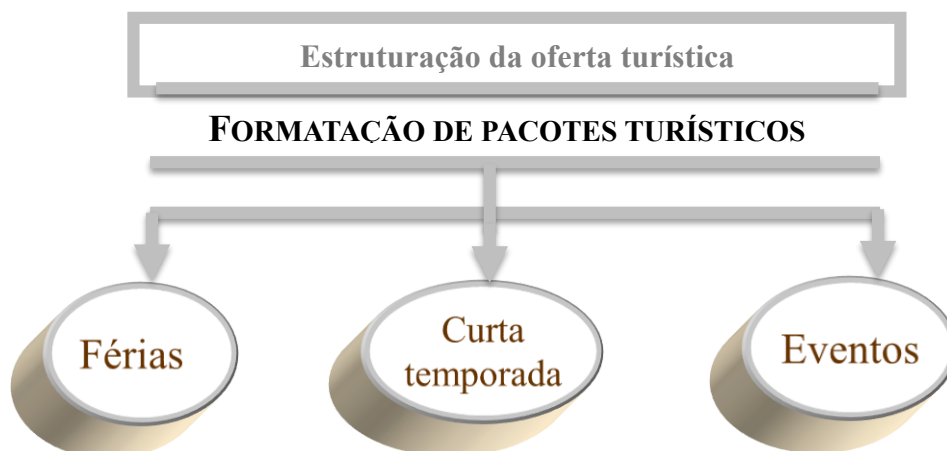 Estruturação da oferta turística
FORMATAÇÃO DE PACOTES TURÍSTICOS
Férias
Curta
temporada
Eventos